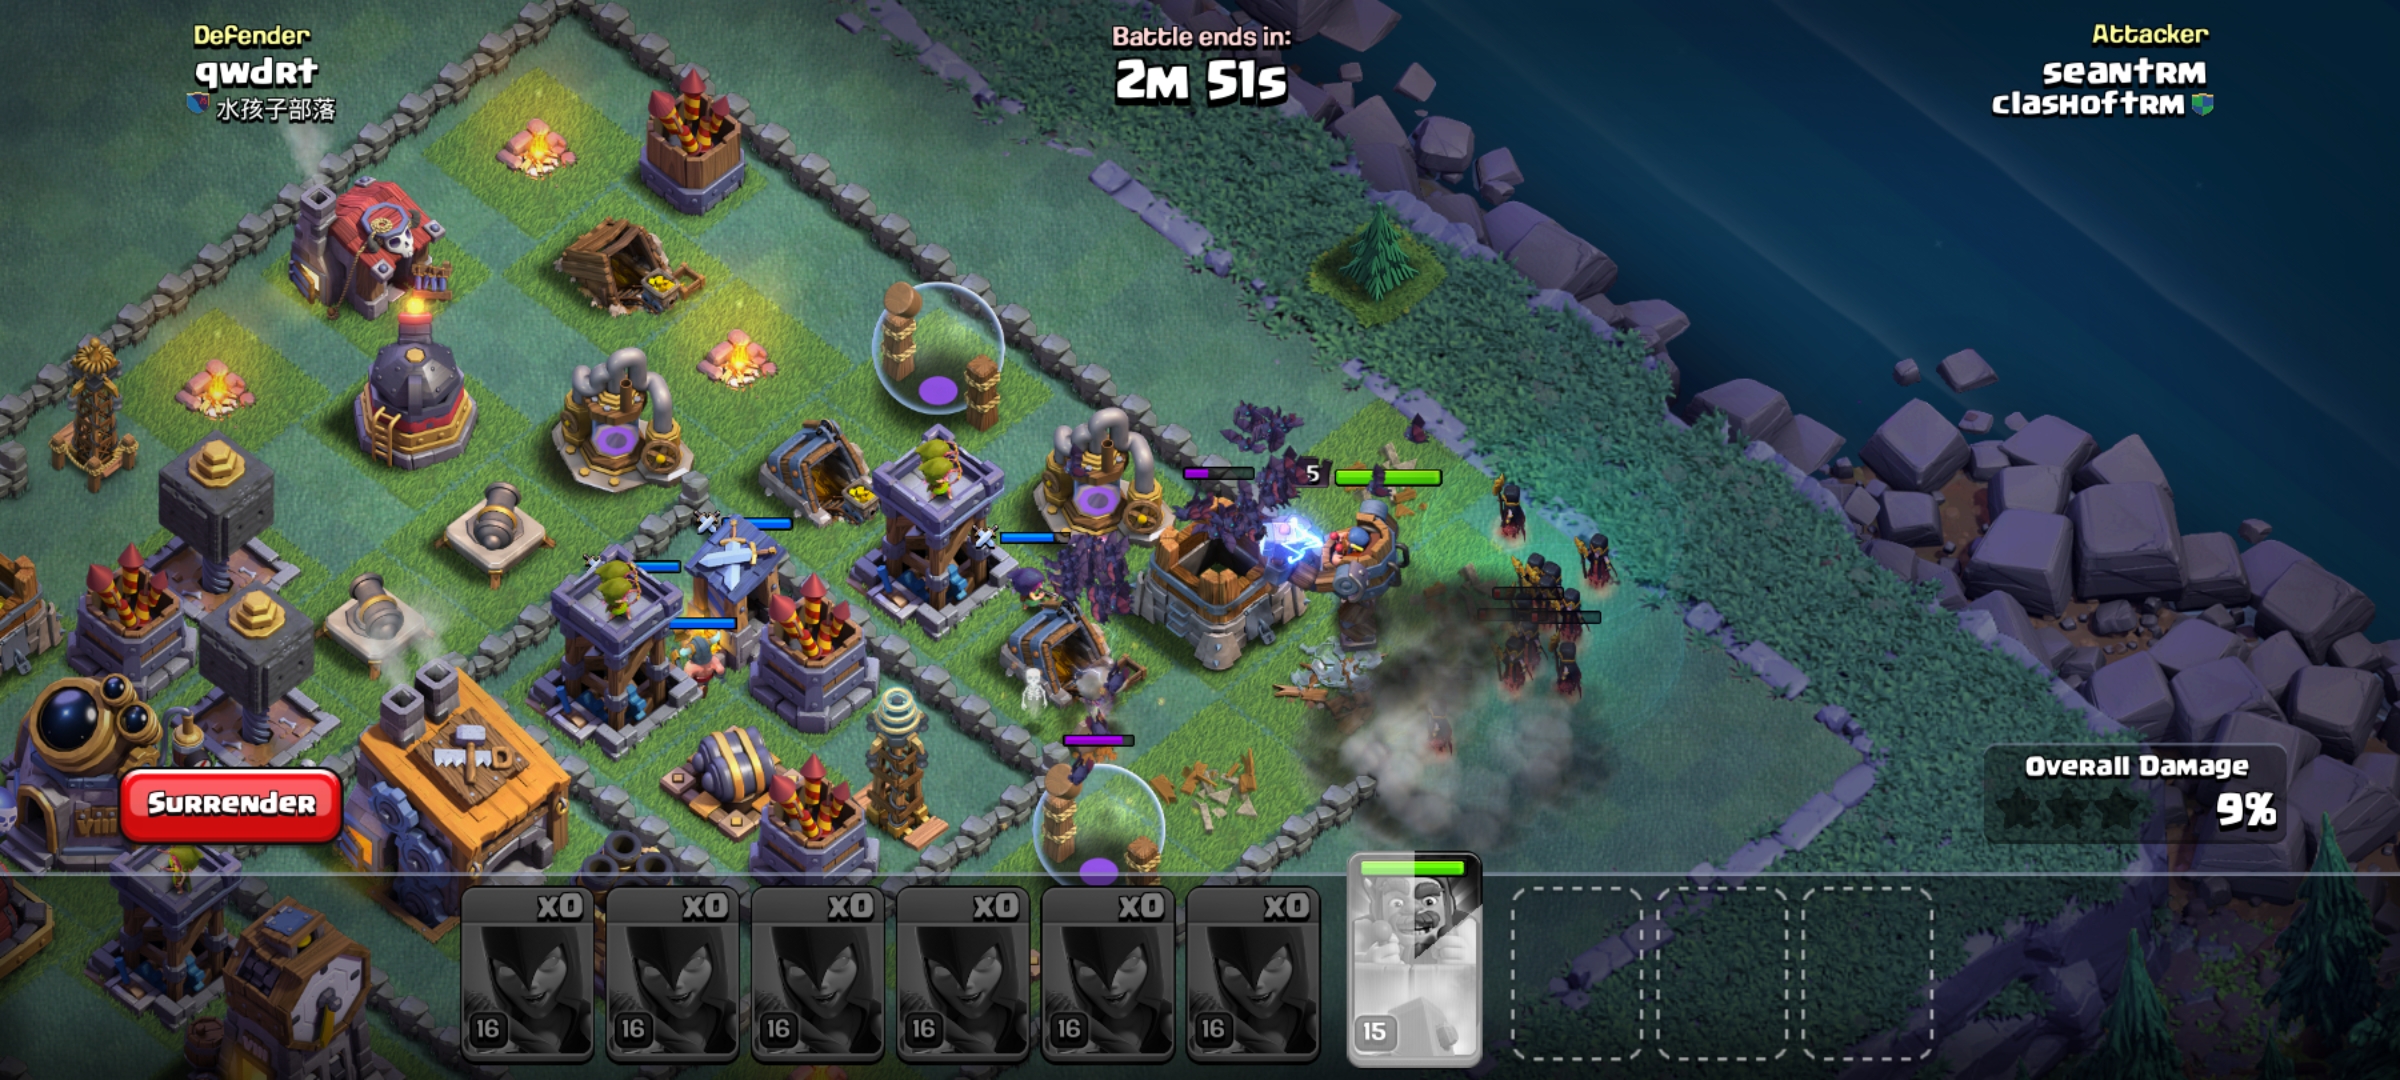 Defender
qwdrt
水孩子部落
Battle ends in:
2M 51s
Attacker
seantrm
clashoftrm
5
VIII
Surrender
Overall Damage
9%
x0
x0
x0
x0
x0
x0
16
16
16
16
16
16
15